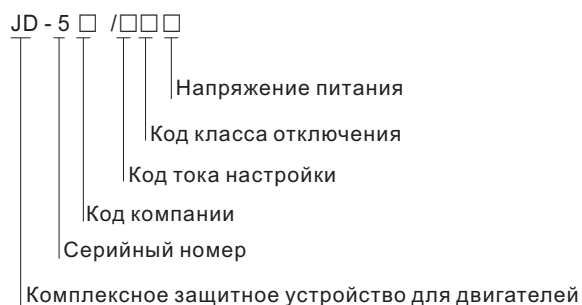 JD - 5 □ /□□□
Напряжение питания
Код класса отключения
Код тока настройки
Код компании
Серийный номер
Комплексное защитное устройство для двигателей